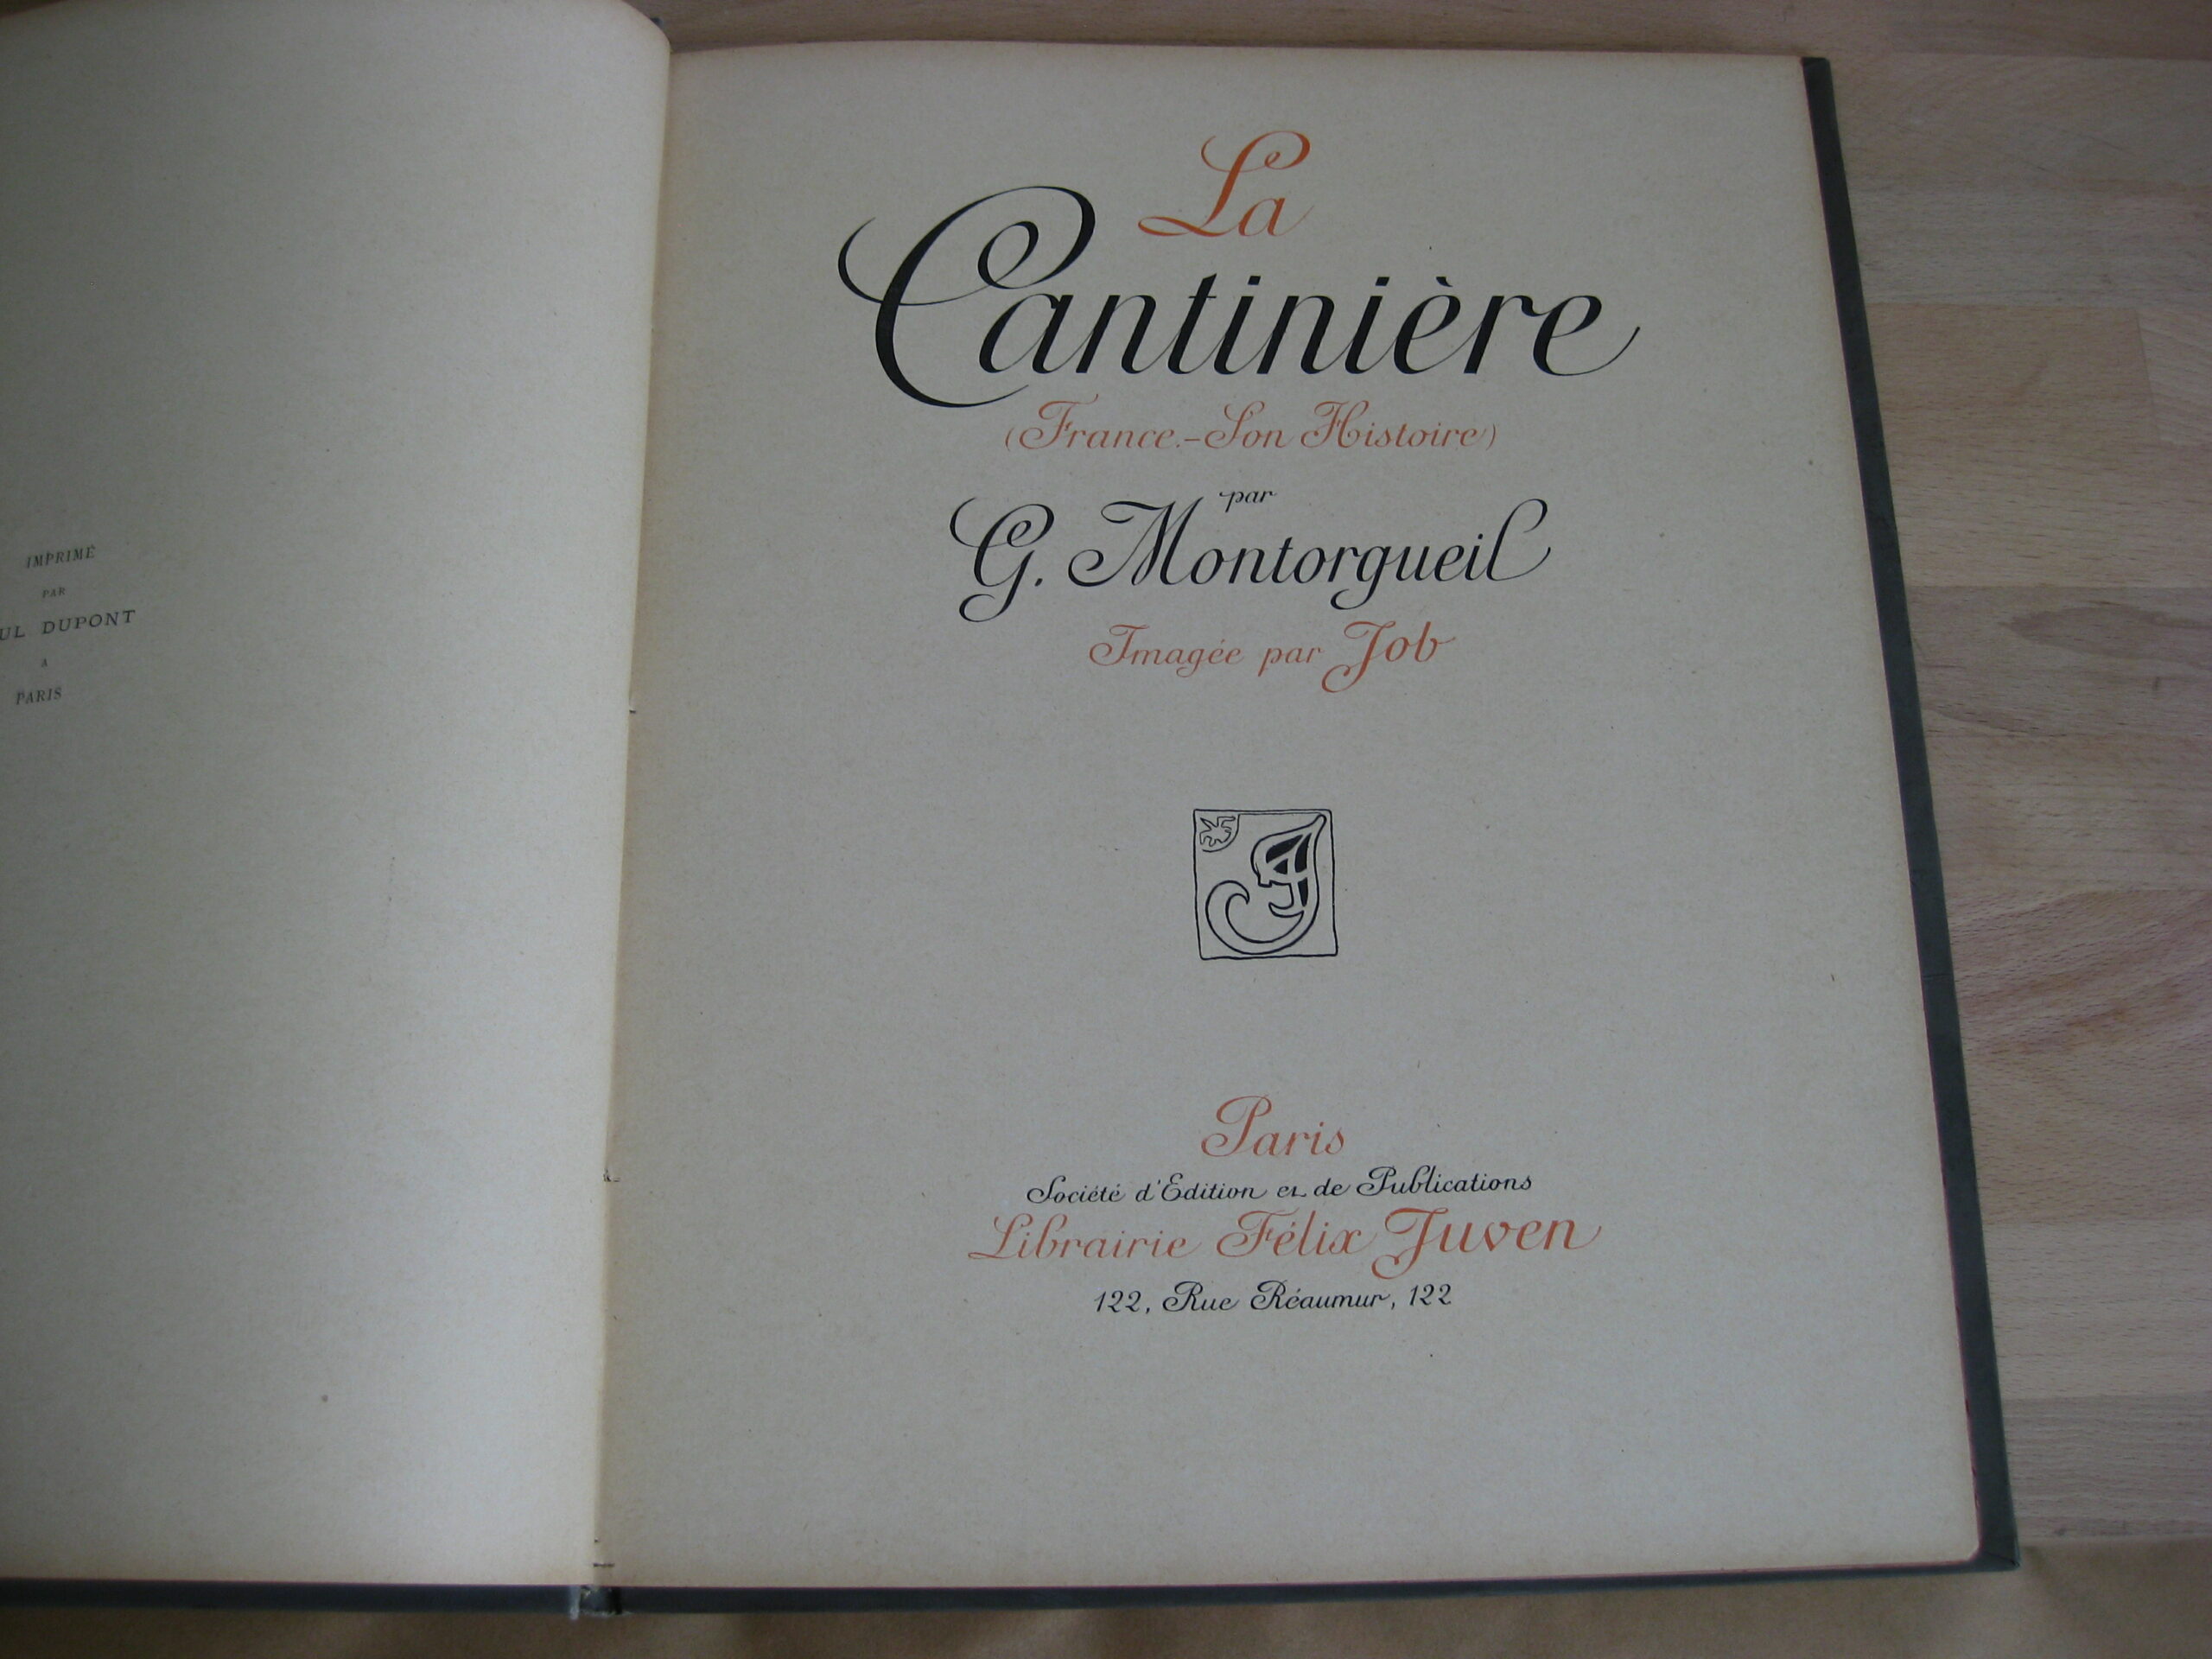 IMPRIMÉ
PAR
DUPONT
A
PARIS
La
Cantinière
(France.-Son Histoire)
par
G. Montorgueil
Imagée par Job
Paris
Société d'Edition et de Publications
Librairie Félix Juven
122, Rue Réaumur, 122